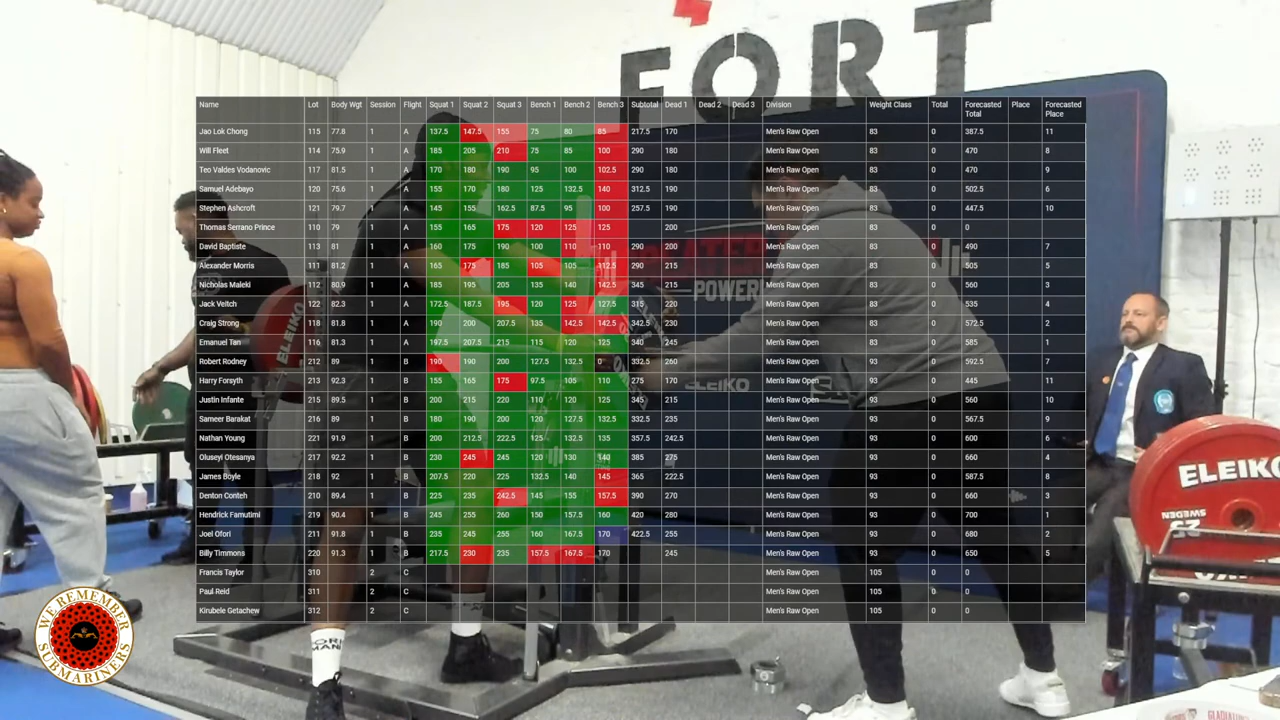 FORT
Name Lot Body Wgt Session Flight Squat 1 Squat 2 Squat 3 Bench 1 Bench 2 Bench 3 Subtotal Dead 1 Dead 2 Dead 3 Division Weight Class Total Forecasted Total Place Forecasted Place
Jao Lok Chong 115 77.8 1 A 137.5 147.5 155 75 80 85 217.5 170 Men's Raw Open 83 0 387.5 11
Will Fleet 114 75.9 1 A 185 205 210 75 85 100 290 180 Men's Raw Open 83 0 470 8
Teo Valdes Vodanovic 117 81.5 1 A 170 180 190 95 100 102.5 290 180 Men's Raw Open 83 0 470 9
Samuel Adebayo 120 75.6 1 A 155 170 180 125 132.5 140 312.5 190 Men's Raw Open 83 0 502.5 6
Stephen Ashcroft 121 79.7 1 A 145 155 162.5 87.5 95 100 257.5 190 Men's Raw Open 83 0 447.5 10
Thomas Serrano Prince 110 79 1 A 155 165 175 120 125 125 200 Men's Raw Open 83 0 0
David Baptiste 113 81 1 A 160 175 190 100 110 110 290 200 Men's Raw Open 83 0 490 7
Alexander Morris 111 81.2 1 A 165 175 185 105 105 112.5 290 215 Men's Raw Open 83 0 505 5
Nicholas Maleki 112 80.9 1 A 185 195 205 135 140 142.5 345 215 Men's Raw Open 83 0 560 3
Jack Veitch 122 82.3 1 A 172.5 187.5 195 120 125 127.5 315 220 Men's Raw Open 83 0 535 4
Craig Strong 118 81.8 1 A 190 200 207.5 135 142.5 142.5 342.5 230 Men's Raw Open 83 0 572.5 2
Emanuel Tan 116 81.3 1 A 197.5 207.5 215 115 120 125 340 245 Men's Raw Open 83 0 585 1
Robert Rodney 212 89 1 B 190 190 200 127.5 132.5 0 332.5 260 Men's Raw Open 93 0 592.5
Harry Forsyth 213 92.3 1 B 155 165 175 97.5 105 110 275 170 Men's Raw Open 93 0 445 11
Justin Infante 215 89.5 1 B 200 215 220 110 120 125 345 215 Men's Raw Open 93 0 560 10
Sameer Barakat 216 89 1 B 180 190 200 120 127.5 132.5 332.5 235 Men's Raw Open 93 0 567.5 9
Nathan Young 221 91.9 1 B 200 212.5 222.5 125 132.5 135 357.5 242.5 Men's Raw Open 93 0 600 6
Oluseyi Otesanya 217 92.2 1 B 230 245 245 120 130 140 385 275 Men's Raw Open 93 0 660 4
James Boyle 218 92 1 B 207.5 220 225 132.5 140 145 365 222.5 Men's Raw Open 93 0 587.5 8
Denton Conteh 210 89.4 1 B 225 235 242.5 145 155 157.5 390 270 Men's Raw Open 93 0 660 3
Hendrick Famutimi 219 90.4 1 B 245 255 260 150 157.5 160 420 280 Men's Raw Open 93 0 700 1
Joel Ofori 211 91.8 1 B 235 245 255 160 167.5 170 422.5 255 Men's Raw Open 93 0 680 2
Billy Timmons 220 91.3 1 B 217.5 230 235 157.5 167.5 170 245 Men's Raw Open 93 0 650 5
Francis Taylor 310 2 C Men's Raw Open 105 0 0
Paul Reid 311 2 C Men's Raw Open 105 0 0
Kirubele Getachew 312 2 C Men's Raw Open 105 0 0
POWER
ELEIKO
ELEIKO
ELEIKO
SWEDEN
25
WE REMEMBER
SUBMARINERS